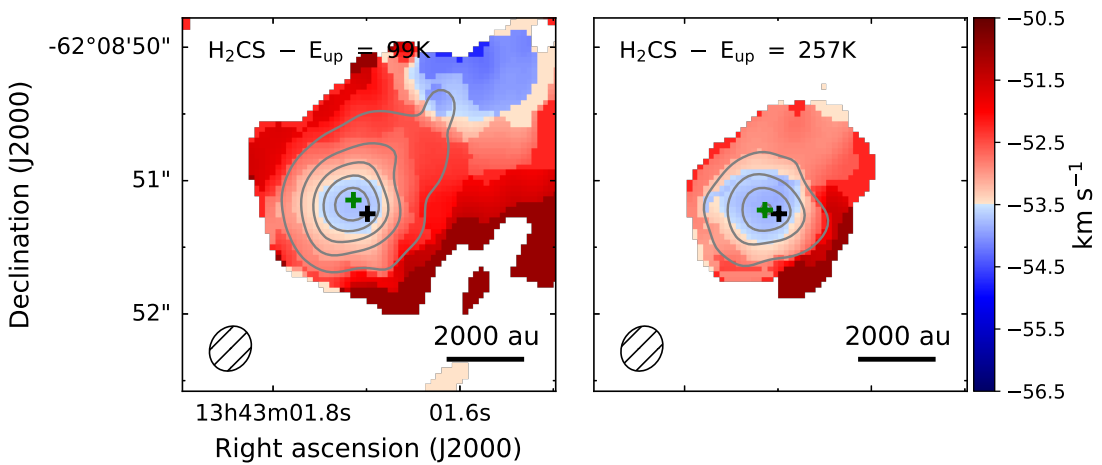 H₂CS − E_up = 99K
H₂CS − E_up = 257K
-62°08'50"
51"
52"
Declination (J2000)
2000 au
2000 au
13h43m01.8s
01.6s
Right ascension (J2000)
−50.5
−51.5
−52.5
−53.5
−54.5
−55.5
−56.5
km s⁻¹